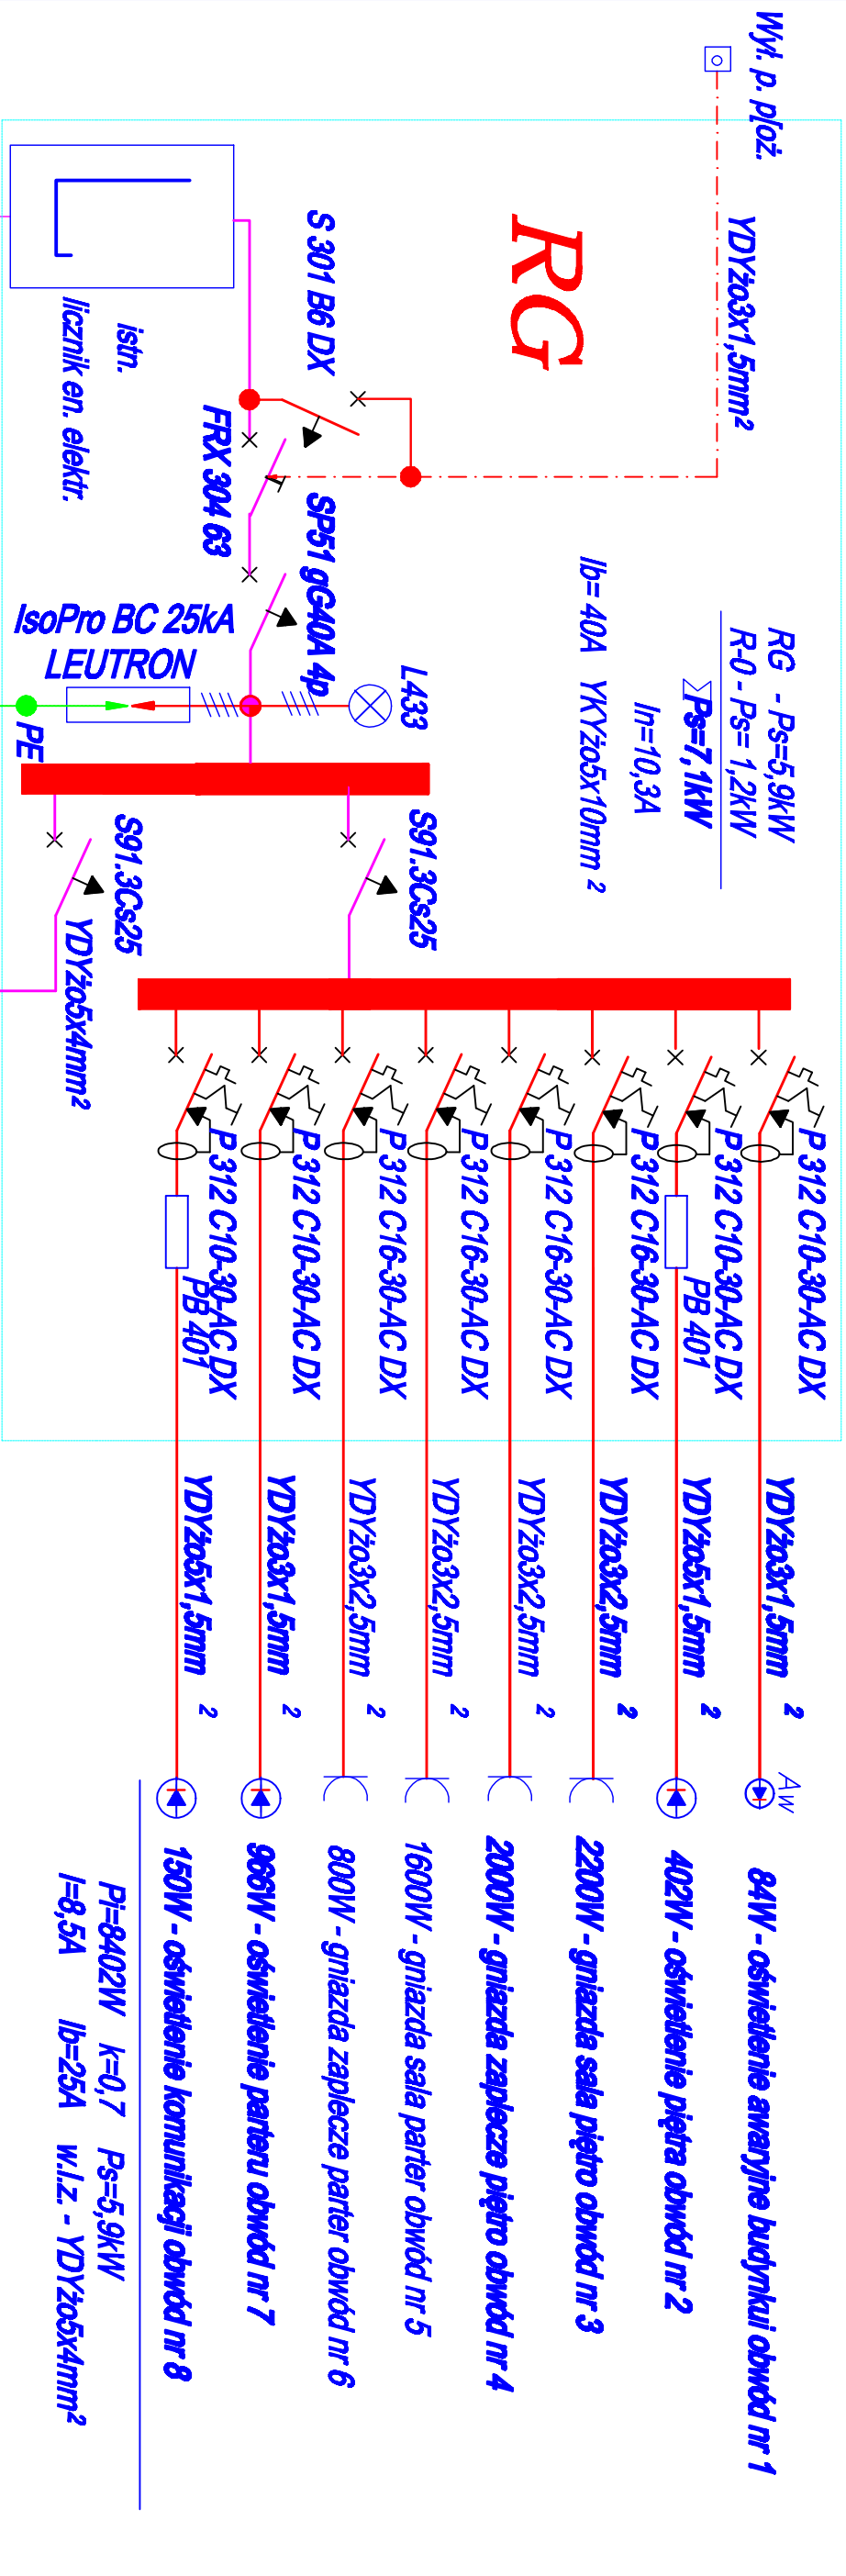 Wył. p. płoż.
YDYżo3x1,5mm²
RG
RG - Ps=5,9kW
R-0 - Ps= 1,2kW
Ps=7,1kW
In=10,3A
Ib= 40A YKYżo5x10mm ²
S 301 B6 DX
istn.
licznik en. elektr.
FRX 304 63
SP51 gG40A 4p
IsoPro BC 25kA
LEUTRON
L433
PE
S91.3Cs25
S91.3Cs25
YDYżo5x4mm²
P 312 C10-30-AC DX
YDYżo3x1,5mm ²
Aw
84W - oświetlenie awaryjne budynkui obwód nr 1
P 312 C10-30-AC DX
PB 401
YDYżo5x1,5mm ²
402W - oświetlenie piętra obwód nr 2
P 312 C16-30-AC DX
YDYżo3x2,5mm ²
2200W - gniazda sala piętro obwód nr 3
P 312 C16-30-AC DX
YDYżo3x2,5mm ²
2000W - gniazda zaplecze piętro obwód nr 4
P 312 C16-30-AC DX
YDYżo3x2,5mm ²
1600W - gniazda sala parter obwód nr 5
P 312 C16-30-AC DX
YDYżo3x2,5mm ²
800W - gniazda zaplecze parter obwód nr 6
P 312 C10-30-AC DX
YDYżo3x1,5mm ²
966W - oświetlenie parteru obwód nr 7
P 312 C10-30-AC DX
PB 401
YDYżo5x1,5mm ²
150W - oświetlenie komunikacji obwód nr 8
Pi=8402W k=0,7 Ps=5,9kW
I=8,5A Ib=25A w.l.z. - YDYżo5x4mm²